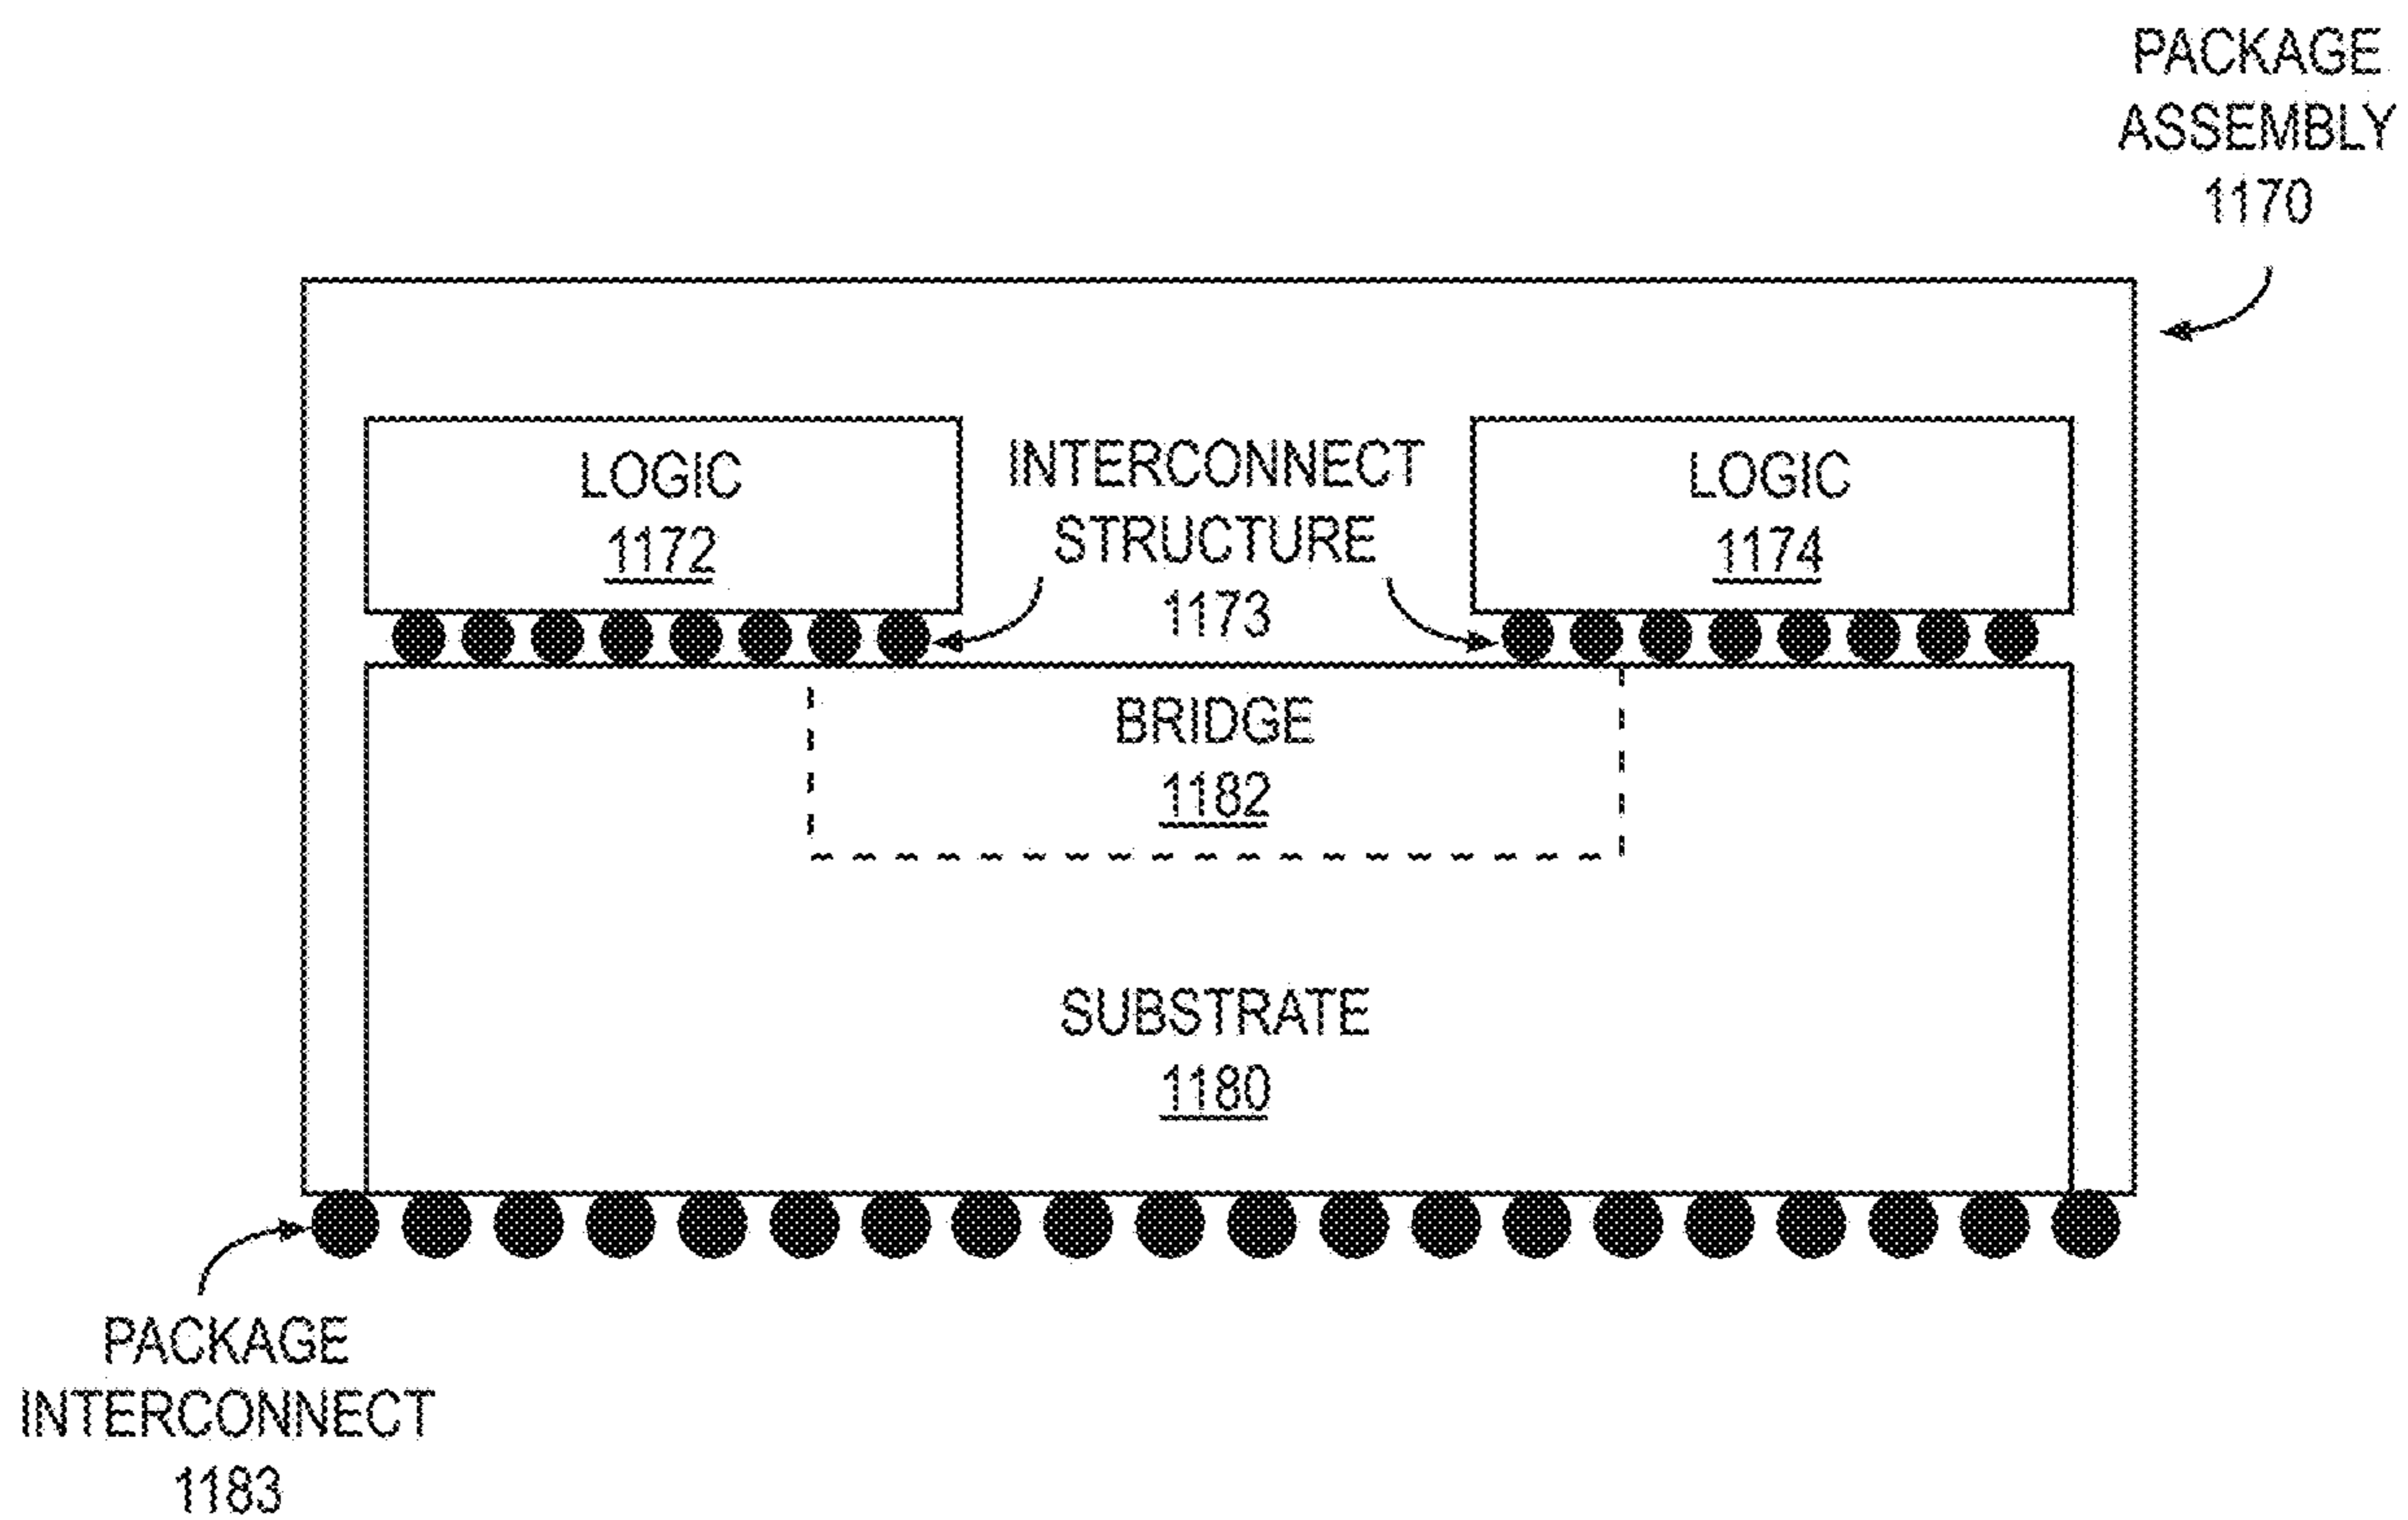 PACKAGE
ASSEMBLY
1170
LOGIC
1172
INTERCONNECT
STRUCTURE
1173
LOGIC
1174
BRIDGE
1182
SUBSTRATE
1180
PACKAGE
INTERCONNECT
1183